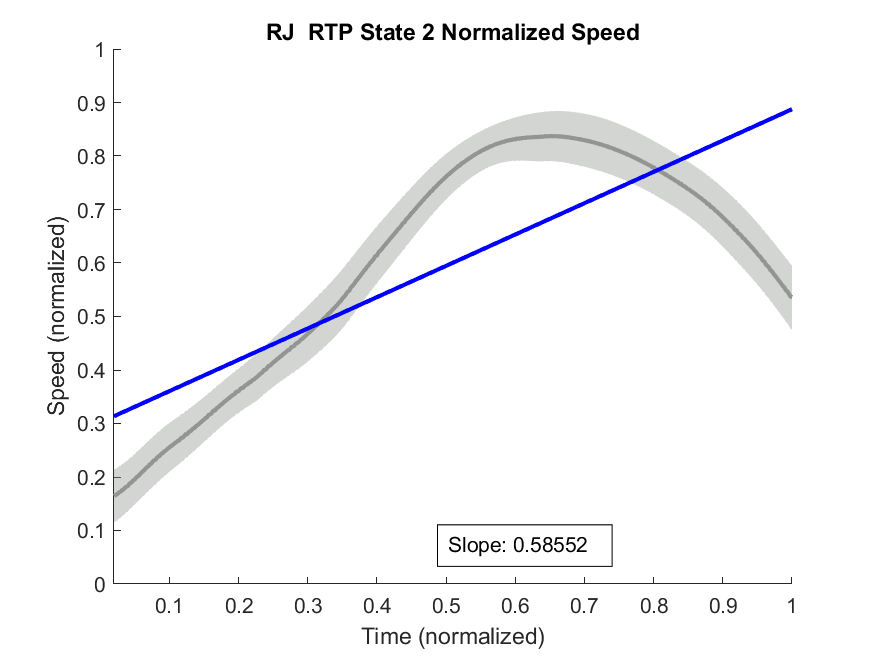 RJ  RTP State 2 Normalized Speed
1
0.9
0.8
0.7
0.6
0.5
0.4
0.3
0.2
0.1
0
Speed (normalized)
Slope: 0.58552
0.1 0.2 0.3 0.4 0.5 0.6 0.7 0.8 0.9 1
Time (normalized)